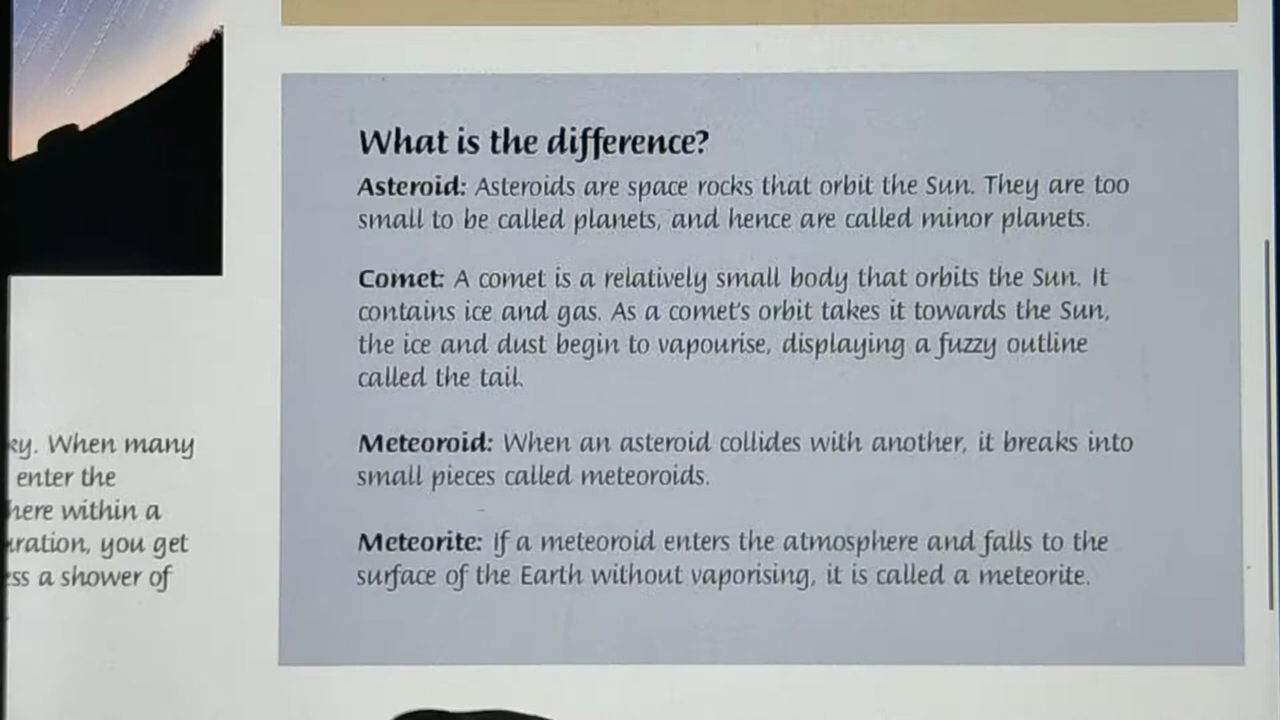 What is the difference?
Asteroid: Asteroids are space rocks that orbit the Sun. They are too
small to be called planets, and hence are called minor planets.
Comet: A comet is a relatively small body that orbits the Sun. It
contains ice and gas. As a comet's orbit takes it towards the Sun,
the ice and dust begin to vapourise, displaying a fuzzy outline
called the tail.
Meteoroid: When an asteroid collides with another, it breaks into
small pieces called meteoroids.
Meteorite: If a meteoroid enters the atmosphere and falls to the
surface of the Earth without vaporising, it is called a meteorite.
When many
enter the
within a
you get
a shower of